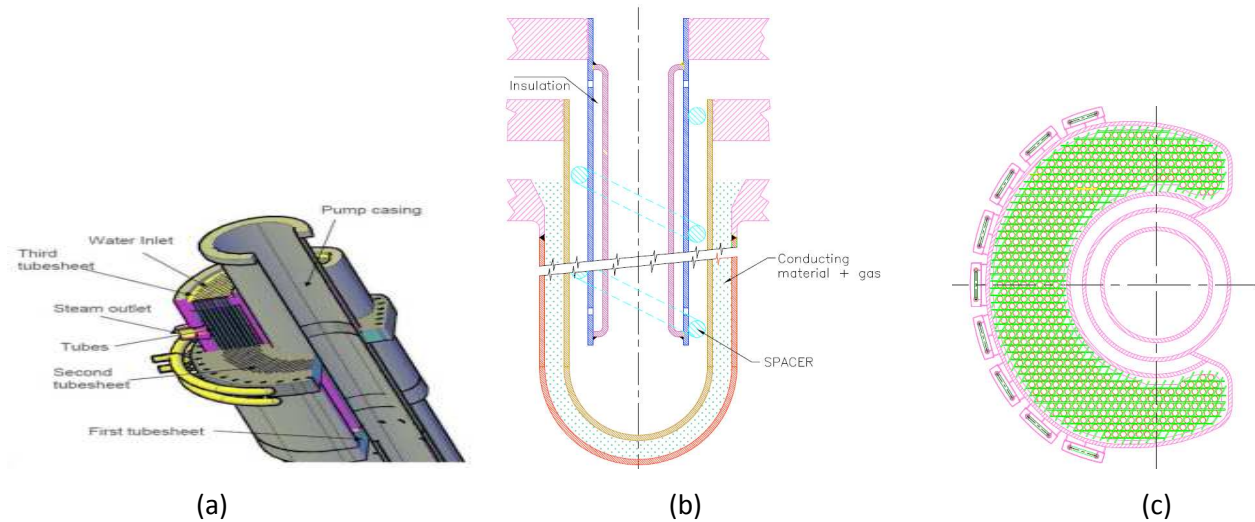 Pump casing
Water Inlet
Third
tubesheet
Steam outlet
Tubes
Second
tubesheet
First tubesheet
(a)
Insulation
Conducting
material + gas
SPACER
(b)
(c)